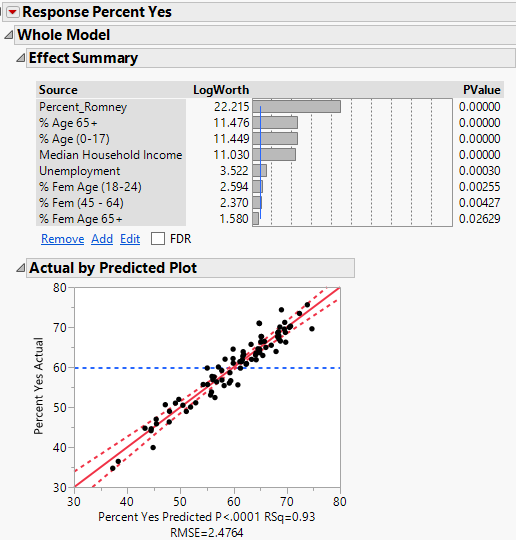 Response Percent Yes
Whole Model
Effect Summary
Source LogWorth PValue
Percent_Romney 22.215 0.00000
% Age 65+ 11.476 0.00000
% Age (0-17) 11.449 0.00000
Median Household Income 11.030 0.00000
Unemployment 3.522 0.00030
% Fem Age (18-24) 2.594 0.00255
% Fem (45 - 64) 2.370 0.00427
% Fem Age 65+ 1.580 0.02629
Remove Add Edit FDR
Actual by Predicted Plot
80
70
60
50
40
30
Percent Yes Actual
30 40 50 60 70 80
Percent Yes Predicted P<.0001 RSq=0.93
RMSE=2.4764